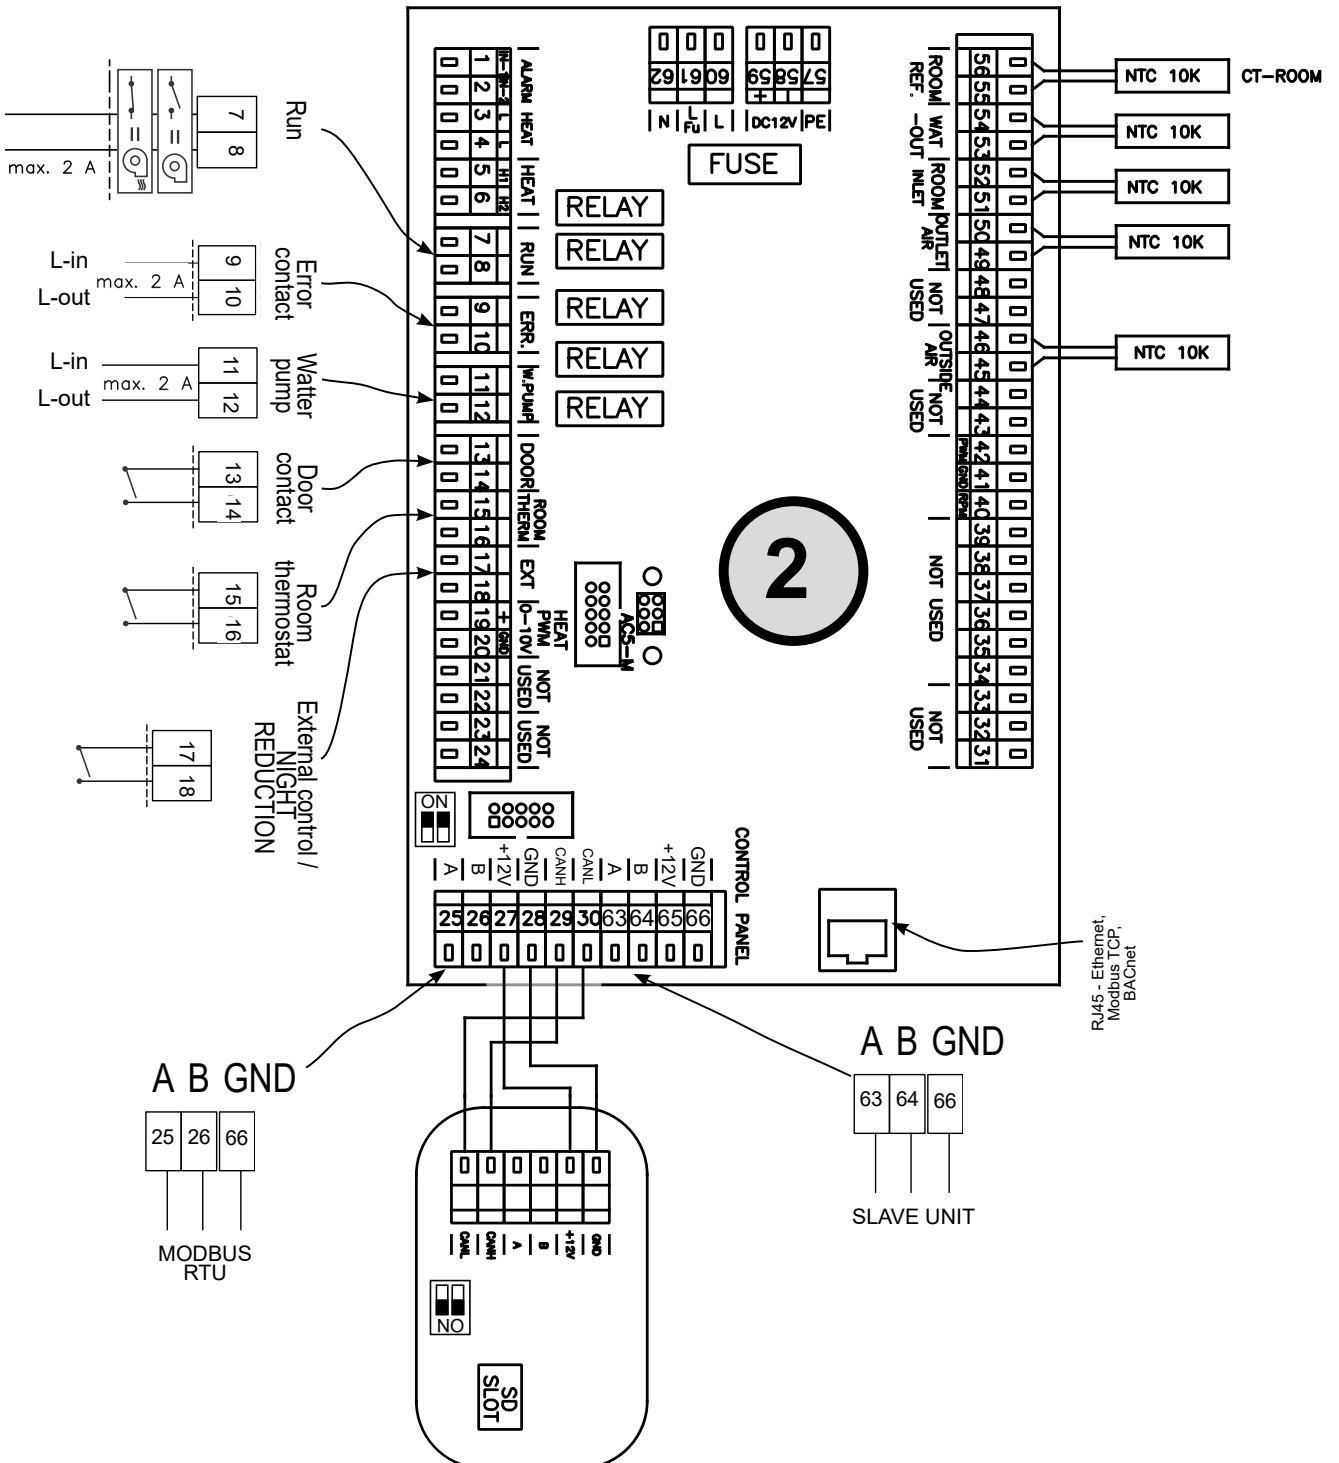 62 61 60 59 58 57
+ –
N L Fu L DC12V PE
FUSE
RELAY
RELAY
RELAY
RELAY
RELAY
1 IN-1
2 IN-2
3 L
4 L
5 H1
6 H2
7
8
9
10
11
12
13
14
15
16
17
18
19 +
20 GND
21
22
23
24
ALARM HEAT
HEAT
RUN
ERR.
W.PUMP
DOOR
ROOM
THERM
EXT
HEAT
PWM
0-10V
NOT
USED
NOT
USED
AC5-M
2
56
55
54
53
52
51
50
49
48
47
46
45
44
43
42 PWM
41 GND
40 RPM
39
38
37
36
35
34
33
32
31
ROOM
REF.
WAT
-OUT
ROOM
INLET
OUTLET
AIR
NOT
USED
OUTSIDE
AIR
NOT
USED
NOT USED
NOT
USED
NTC 10K CT-ROOM
NTC 10K
NTC 10K
NTC 10K
NTC 10K
7
8
max. 2 A
Run
L-in
max. 2 A
L-out
9
10
Error
contact
L-in
max. 2 A
L-out
11
12
Watter
pump
13
14
Door
contact
15
16
Room
thermostat
17
18
External control /
NIGHT
REDUCTION
ON
A B +12V GND CANH CANL A B +12V GND
25 26 27 28 29 30 63 64 65 66
CONTROL PANEL
RJ45 - Ethernet,
Modbus TCP,
BACnet
A B GND
25 26 66
MODBUS
RTU
A B GND
63 64 66
SLAVE UNIT
CANL CANH A B +12V GND
NO
SD
SLOT